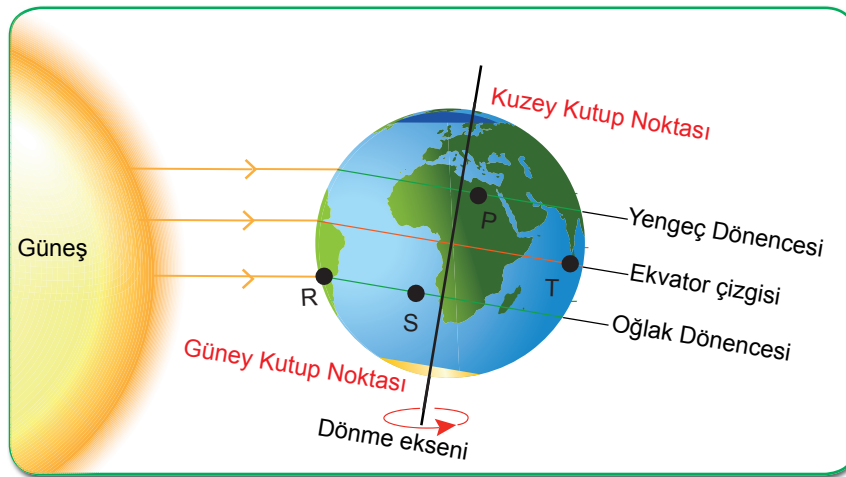 Kuzey Kutup Noktası
Güneş
P
Yengeç Dönencesi
T
Ekvator çizgisi
R
S
Oğlak Dönencesi
Güney Kutup Noktası
Dönme ekseni